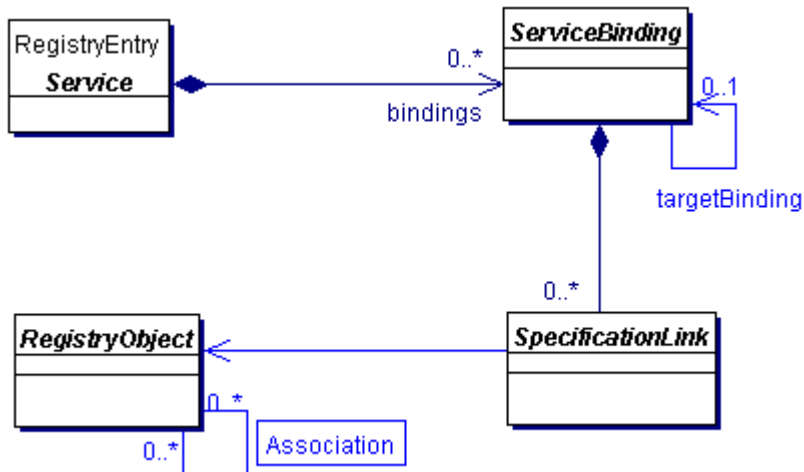 RegistryEntry
Service
0..*
bindings
ServiceBinding
0..1
targetBinding
0..*
RegistryObject
SpecificationLink
0..*
0..*
Association